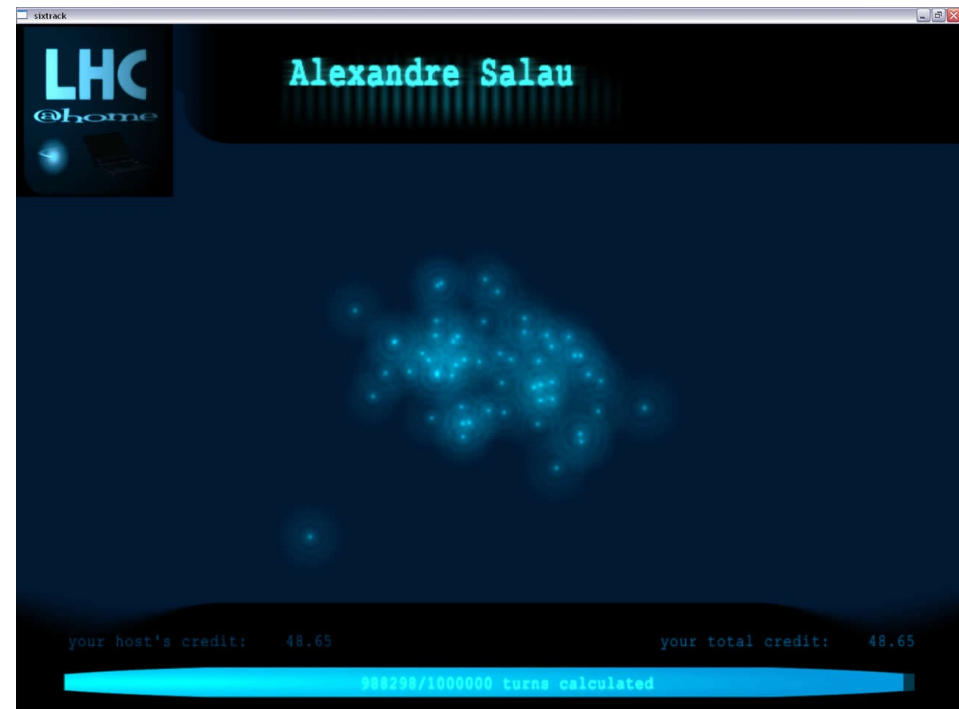 sixtrack
LHC
@home
Alexandre Salau
your host's credit: 48.65
your total credit: 48.65
988298/1000000 turns calculated